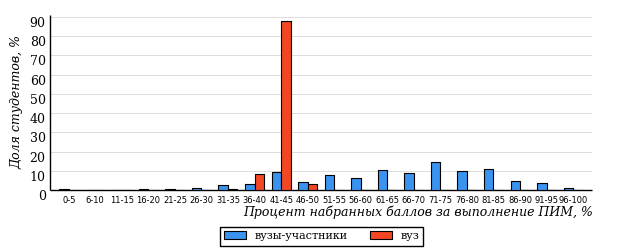 Доля студентов, %
90
80
70
60
50
40
30
20
10
0
0-5 6-10 11-15 16-20 21-25 26-30 31-35 36-40 41-45 46-50 51-55 56-60 61-65 66-70 71-75 76-80 81-85 86-90 91-95 96-100
Процент набранных баллов за выполнение ПИМ, %
вузы-участники вуз